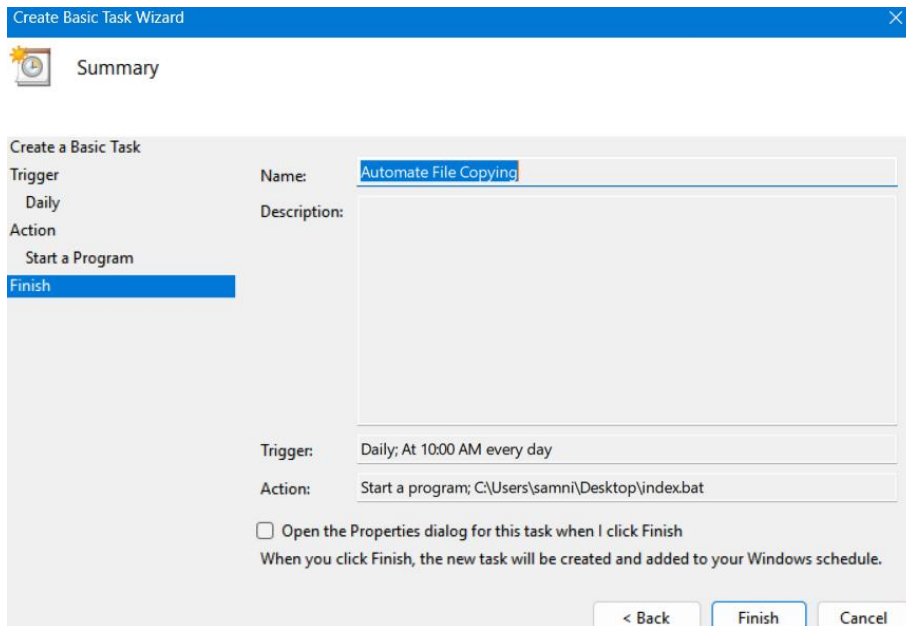 Create Basic Task Wizard
Summary
Create a Basic Task
Trigger
Daily
Action
Start a Program
Finish
Name: Automate File Copying
Description:
Trigger: Daily; At 10:00 AM every day
Action: Start a program; C:\Users\samni\Desktop\index.bat
Open the Properties dialog for this task when I click Finish
When you click Finish, the new task will be created and added to your Windows schedule.
< Back Finish Cancel